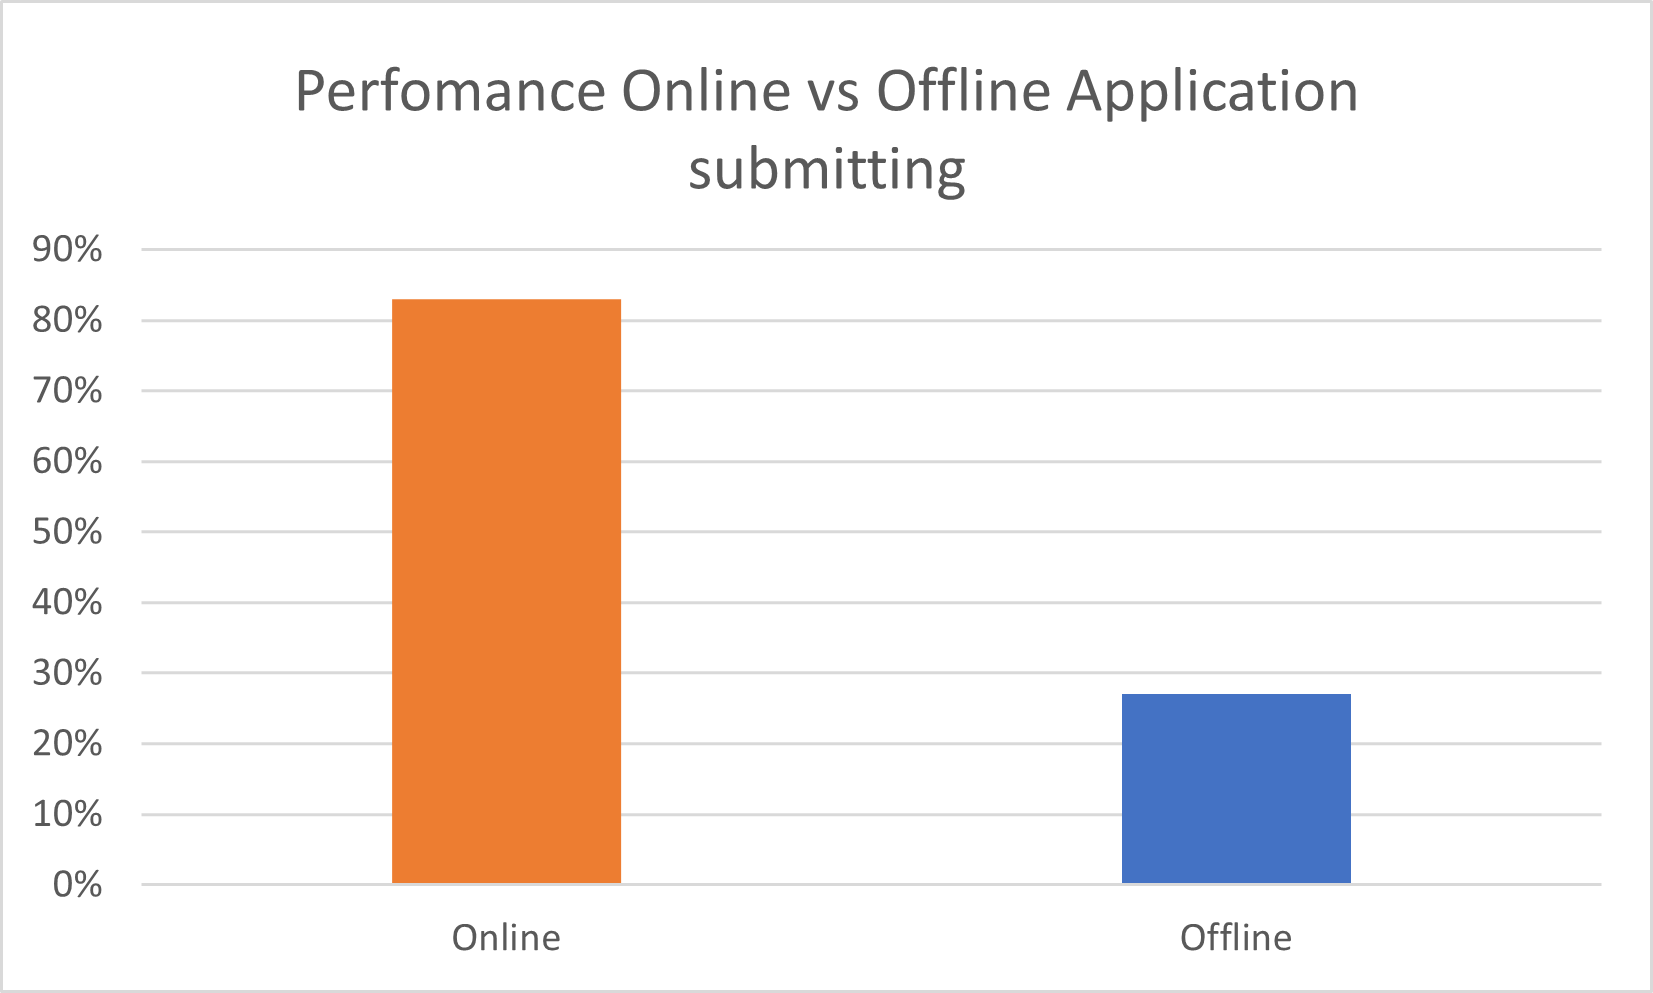 Perfomance Online vs Offline Application
submitting
90%
80%
70%
60%
50%
40%
30%
20%
10%
0%
Online
Offline